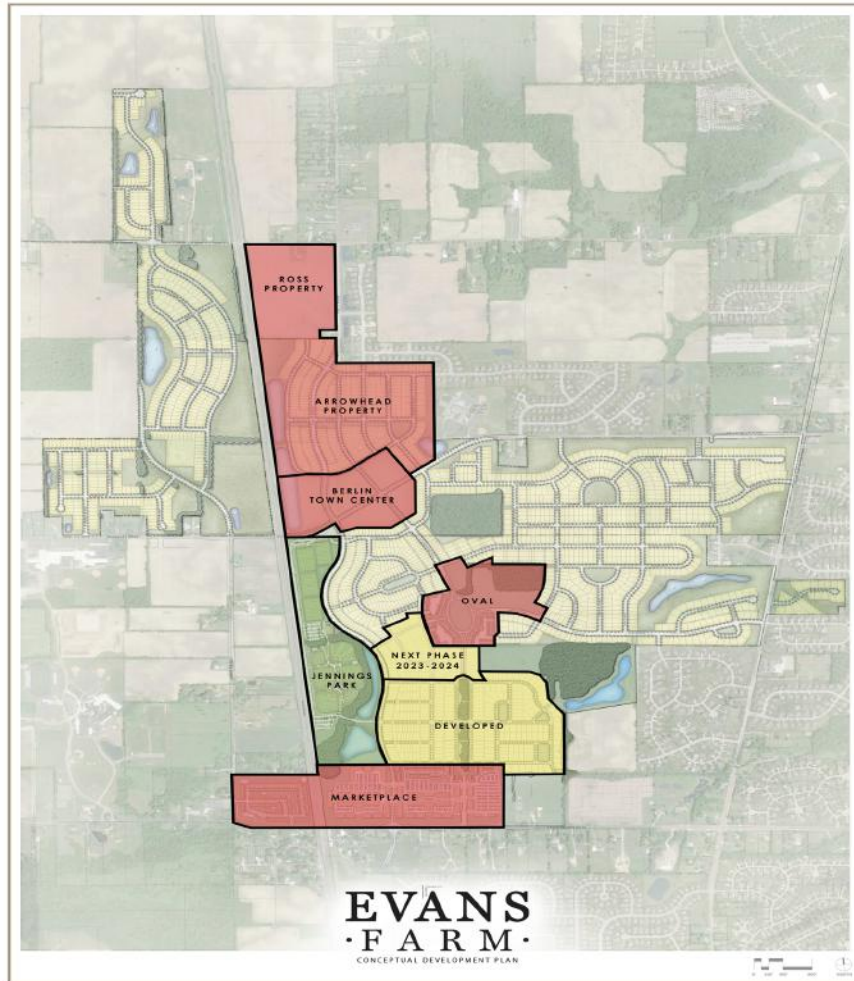 ROSS
PROPERTY
ARROWHEAD
PROPERTY
BERLIN
TOWN CENTER
OVAL
NEXT PHASE
2023-2024
JENNINGS
PARK
DEVELOPED
MARKETPLACE
EVANS
·FARM·
CONCEPTUAL DEVELOPMENT PLAN